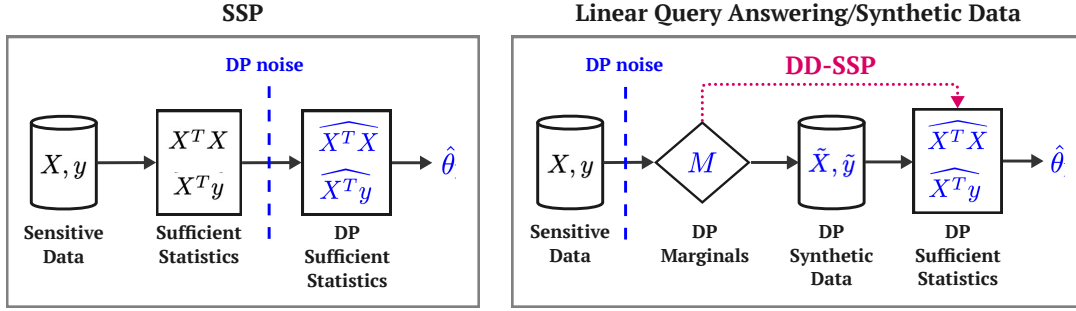 SSP
DP noise
X, y
X^T X
X^T y
\widehat{X^T X}
\widehat{X^T y}
θ̂
Sensitive
Data
Sufficient
Statistics
DP
Sufficient
Statistics
Linear Query Answering/Synthetic Data
DP noise
DD-SSP
X, y
M
X̃, ỹ
\widehat{X^T X}
\widehat{X^T y}
θ̂
Sensitive
Data
DP
Marginals
DP
Synthetic
Data
DP
Sufficient
Statistics